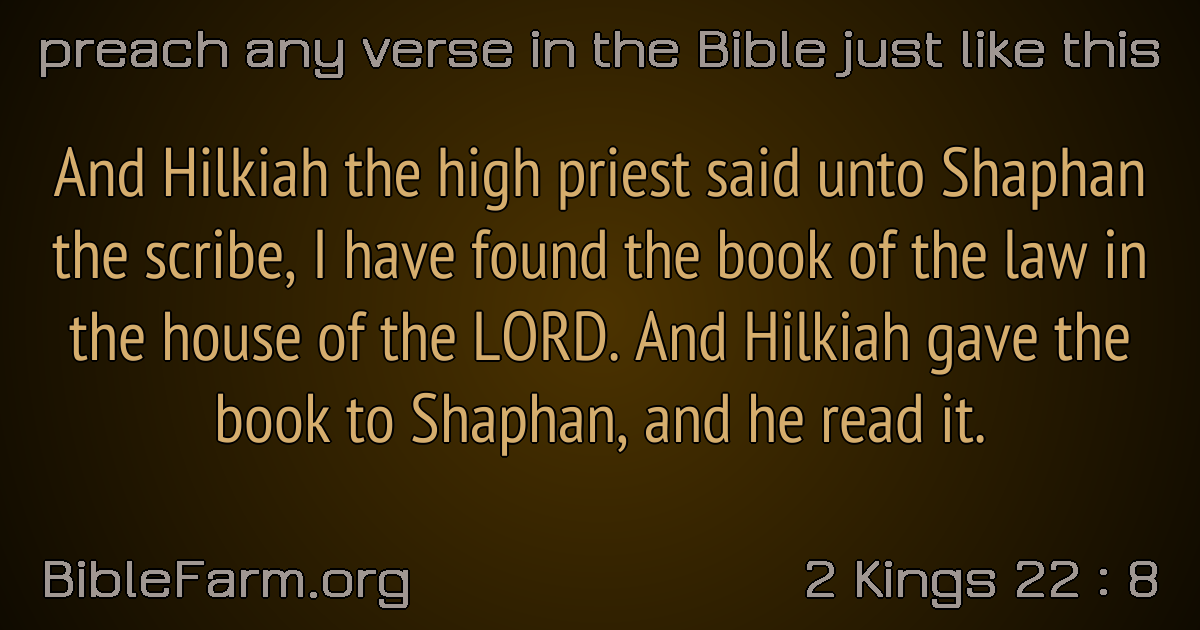 preach any verse in the Bible just like this
And Hilkiah the high priest said unto Shaphan
the scribe, I have found the book of the law in
the house of the LORD. And Hilkiah gave the
book to Shaphan, and he read it.
BibleFarm.org
2 Kings 22 : 8